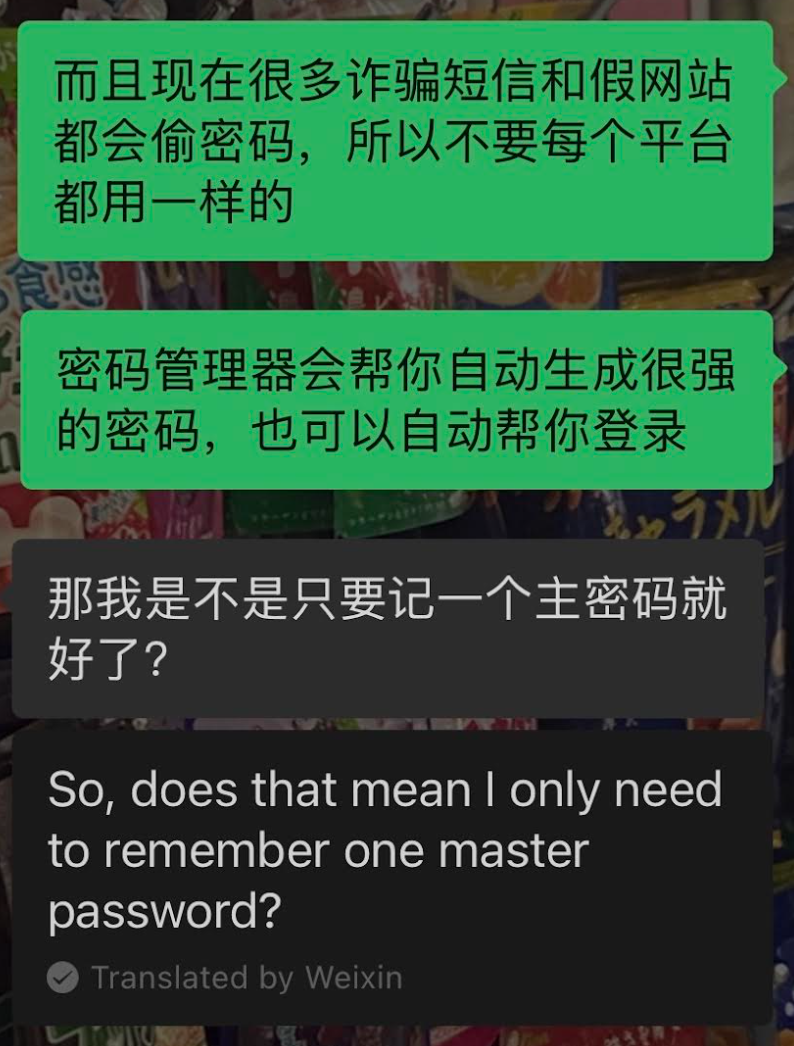 而且现在很多诈骗短信和假网站
都会偷密码，所以不要每个平台
都用一样的
食感
密码管理器会帮你自动生成很强
的密码，也可以自动帮你登录
那我是不是只要记一个主密码就
好了？
So, does that mean I only need
to remember one master
password?
Translated by Weixin